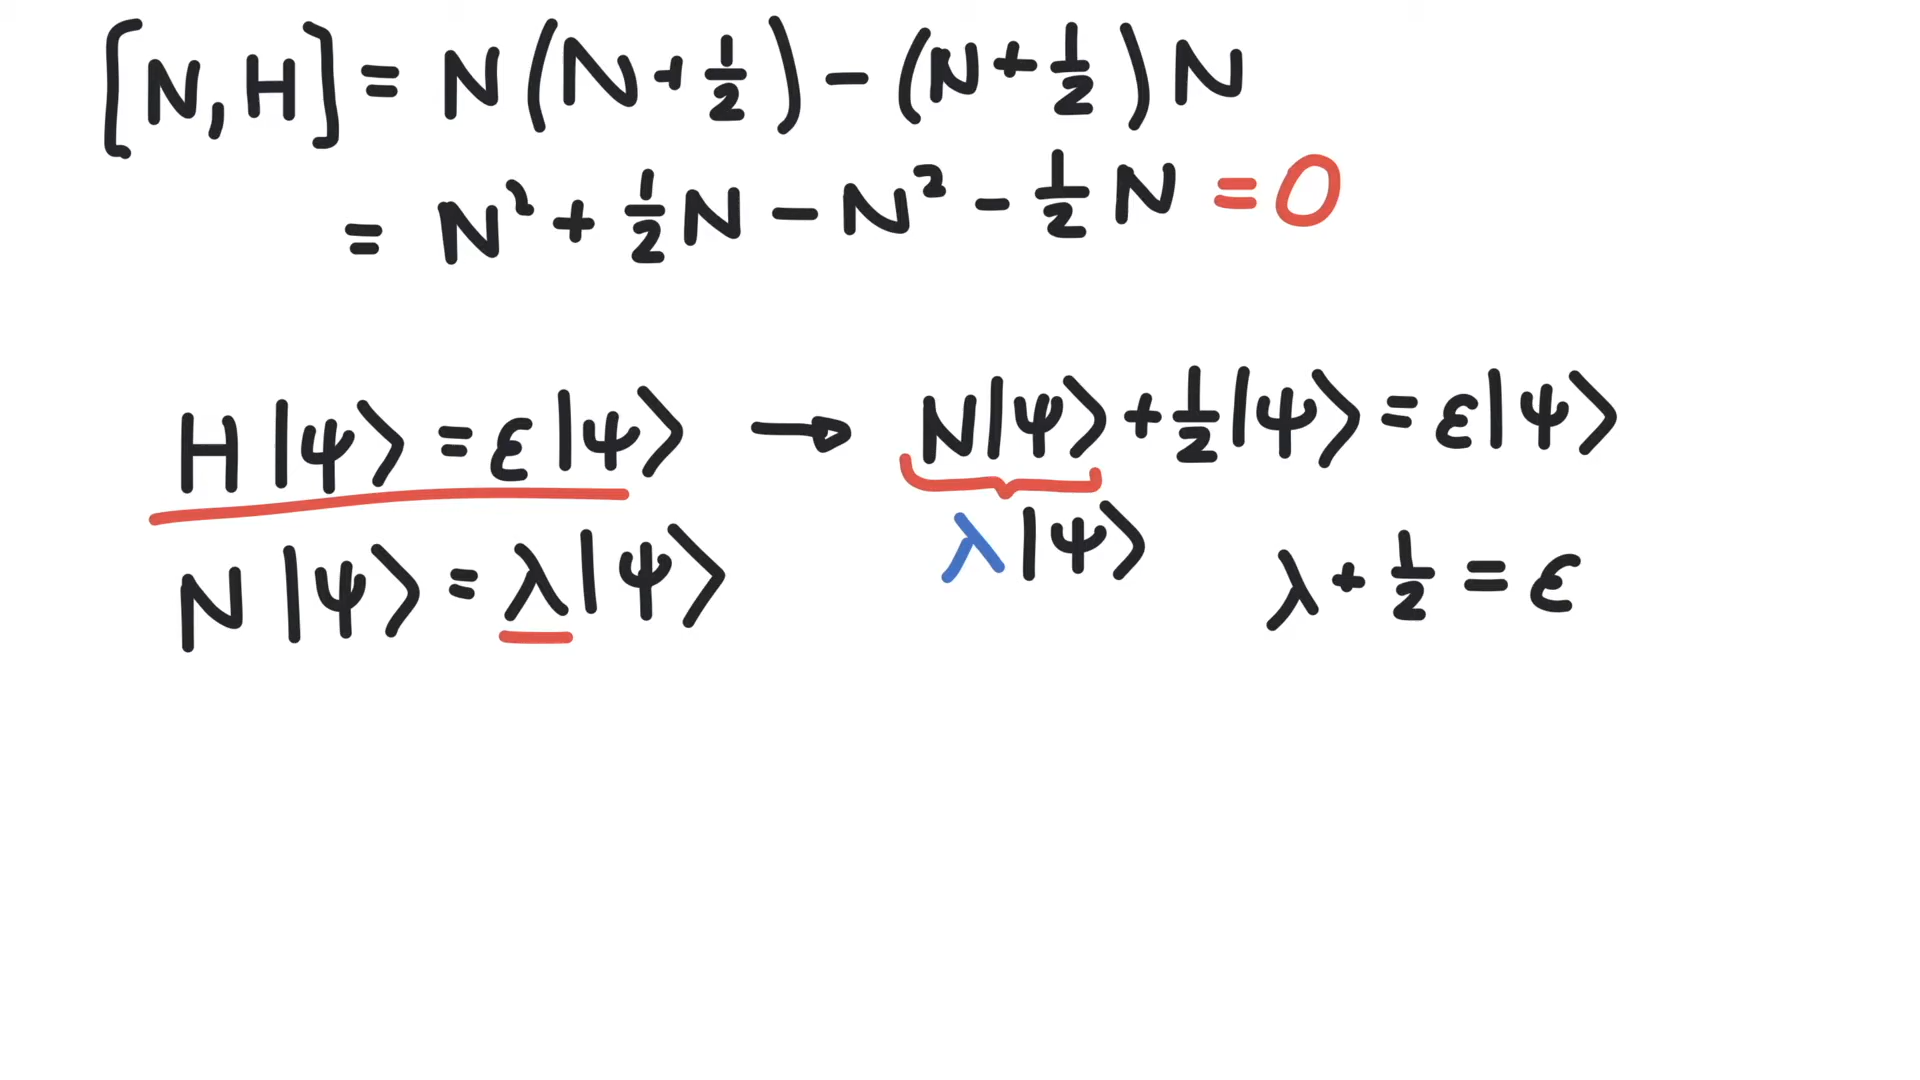 [N, H] = N(N + 1/2) - (N + 1/2)N
= N² + 1/2 N - N² - 1/2 N = 0
H|ψ⟩ = ε|ψ⟩ → N|ψ⟩ + 1/2|ψ⟩ = ε|ψ⟩
N|ψ⟩ = λ|ψ⟩ λ|ψ⟩ λ + 1/2 = ε